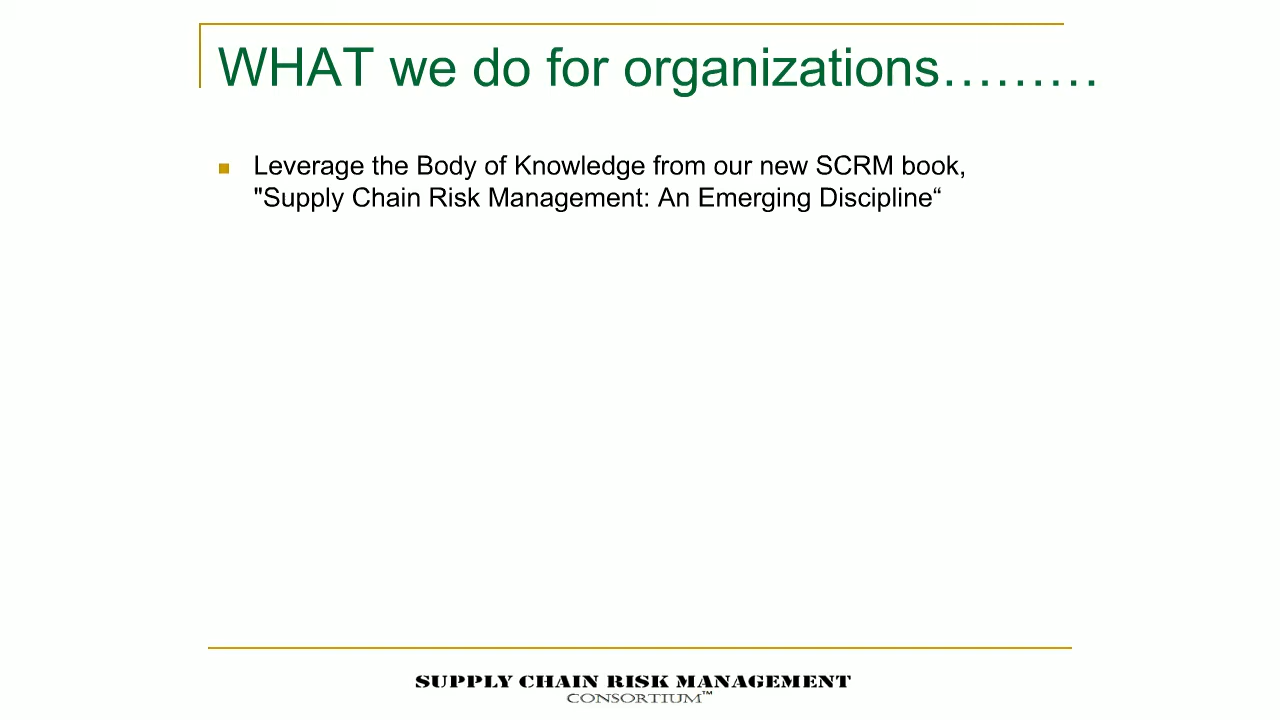 WHAT we do for organizations………
Leverage the Body of Knowledge from our new SCRM book,
"Supply Chain Risk Management: An Emerging Discipline“
SUPPLY CHAIN RISK MANAGEMENT
CONSORTIUM™